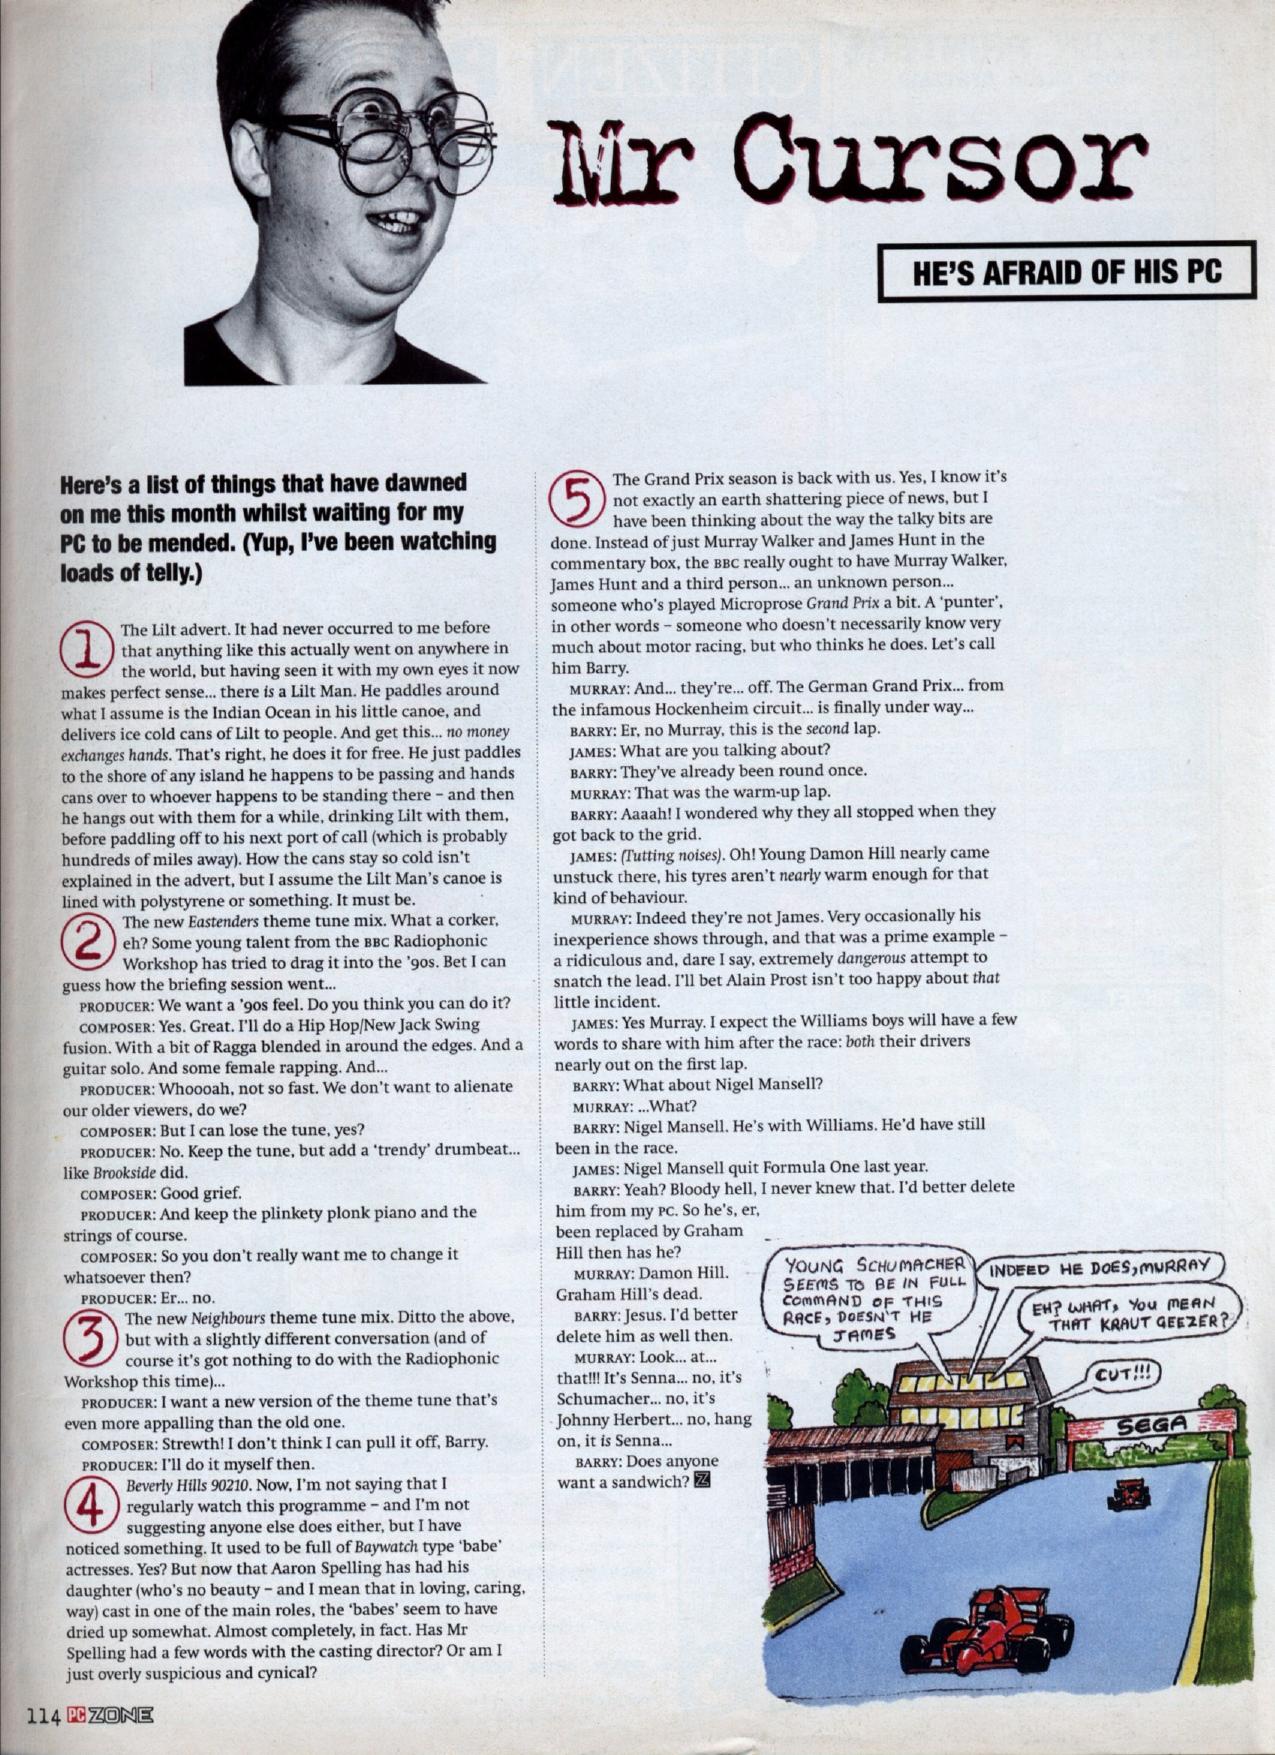 Mr Cursor
HE'S AFRAID OF HIS PC
Here's a list of things that have dawned
on me this month whilst waiting for my
PC to be mended. (Yup, I've been watching
loads of telly.)
1 The Lilt advert. It had never occurred to me before
that anything like this actually went on anywhere in
the world, but having seen it with my own eyes it now
makes perfect sense... there is a Lilt Man. He paddles around
what I assume is the Indian Ocean in his little canoe, and
delivers ice cold cans of Lilt to people. And get this... no money
exchanges hands. That's right, he does it for free. He just paddles
to the shore of any island he happens to be passing and hands
cans over to whoever happens to be standing there – and then
he hangs out with them for a while, drinking Lilt with them,
before paddling off to his next port of call (which is probably
hundreds of miles away). How the cans stay so cold isn't
explained in the advert, but I assume the Lilt Man's canoe is
lined with polystyrene or something. It must be.
2 The new Eastenders theme tune mix. What a corker,
eh? Some young talent from the BBC Radiophonic
Workshop has tried to drag it into the '90s. Bet I can
guess how the briefing session went...
PRODUCER: We want a '90s feel. Do you think you can do it?
COMPOSER: Yes. Great. I'll do a Hip Hop/New Jack Swing
fusion. With a bit of Ragga blended in around the edges. And a
guitar solo. And some female rapping. And...
PRODUCER: Whoooah, not so fast. We don't want to alienate
our older viewers, do we?
COMPOSER: But I can lose the tune, yes?
PRODUCER: No. Keep the tune, but add a 'trendy' drumbeat...
like Brookside did.
COMPOSER: Good grief.
PRODUCER: And keep the plinkety plonk piano and the
strings of course.
COMPOSER: So you don't really want me to change it
whatsoever then?
PRODUCER: Er... no.
3 The new Neighbours theme tune mix. Ditto the above,
but with a slightly different conversation (and of
course it's got nothing to do with the Radiophonic
Workshop this time)...
PRODUCER: I want a new version of the theme tune that's
even more appalling than the old one.
COMPOSER: Strewth! I don't think I can pull it off, Barry.
PRODUCER: I'll do it myself then.
4 Beverly Hills 90210. Now, I'm not saying that I
regularly watch this programme – and I'm not
suggesting anyone else does either, but I have
noticed something. It used to be full of Baywatch type 'babe'
actresses. Yes? But now that Aaron Spelling has had his
daughter (who's no beauty – and I mean that in loving, caring,
way) cast in one of the main roles, the 'babes' seem to have
dried up somewhat. Almost completely, in fact. Has Mr
Spelling had a few words with the casting director? Or am I
just overly suspicious and cynical?
5 The Grand Prix season is back with us. Yes, I know it's
not exactly an earth shattering piece of news, but I
have been thinking about the way the talky bits are
done. Instead of just Murray Walker and James Hunt in the
commentary box, the BBC really ought to have Murray Walker,
James Hunt and a third person... an unknown person...
someone who's played Microprose Grand Prix a bit. A 'punter',
in other words – someone who doesn't necessarily know very
much about motor racing, but who thinks he does. Let's call
him Barry.
MURRAY: And... they're... off. The German Grand Prix... from
the infamous Hockenheim circuit... is finally under way...
BARRY: Er, no Murray, this is the second lap.
JAMES: What are you talking about?
BARRY: They've already been round once.
MURRAY: That was the warm-up lap.
BARRY: Aaaah! I wondered why they all stopped when they
got back to the grid.
JAMES: (Tutting noises). Oh! Young Damon Hill nearly came
unstuck there, his tyres aren't nearly warm enough for that
kind of behaviour.
MURRAY: Indeed they're not James. Very occasionally his
inexperience shows through, and that was a prime example –
a ridiculous and, dare I say, extremely dangerous attempt to
snatch the lead. I'll bet Alain Prost isn't too happy about that
little incident.
JAMES: Yes Murray. I expect the Williams boys will have a few
words to share with him after the race: both their drivers
nearly out on the first lap.
BARRY: What about Nigel Mansell?
MURRAY: ...What?
BARRY: Nigel Mansell. He's with Williams. He'd have still
been in the race.
JAMES: Nigel Mansell quit Formula One last year.
BARRY: Yeah? Bloody hell, I never knew that. I'd better delete
him from my PC. So he's, er,
been replaced by Graham
Hill then has he?
MURRAY: Damon Hill.
Graham Hill's dead.
BARRY: Jesus. I'd better
delete him as well then.
MURRAY: Look... at...
that!!! It's Senna... no, it's
Schumacher... no, it's
Johnny Herbert... no, hang
on, it is Senna...
BARRY: Does anyone
want a sandwich? Z
YOUNG SCHUMACHER
SEEMS TO BE IN FULL
COMMAND OF THIS
RACE, DOESN'T HE
JAMES
INDEED HE DOES, MURRAY
EH? WHAT, YOU MEAN
THAT KRAUT GEEZER?
CUT!!!
SEGA
114 PC ZONE